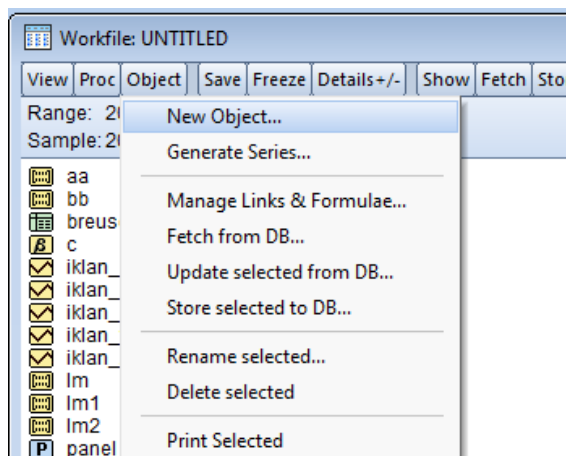 Workfile: UNTITLED
View Proc Object Save Freeze Details+/- Show Fetch Sto
Range: 2
New Object...
Sample: 2
Generate Series...
aa
bb
Manage Links & Formulae...
breus
c
Fetch from DB...
iklan_
Update selected from DB...
iklan_
iklan_
Store selected to DB...
iklan_
iklan_
Rename selected...
lm
Delete selected
lm1
lm2
Print Selected
panel